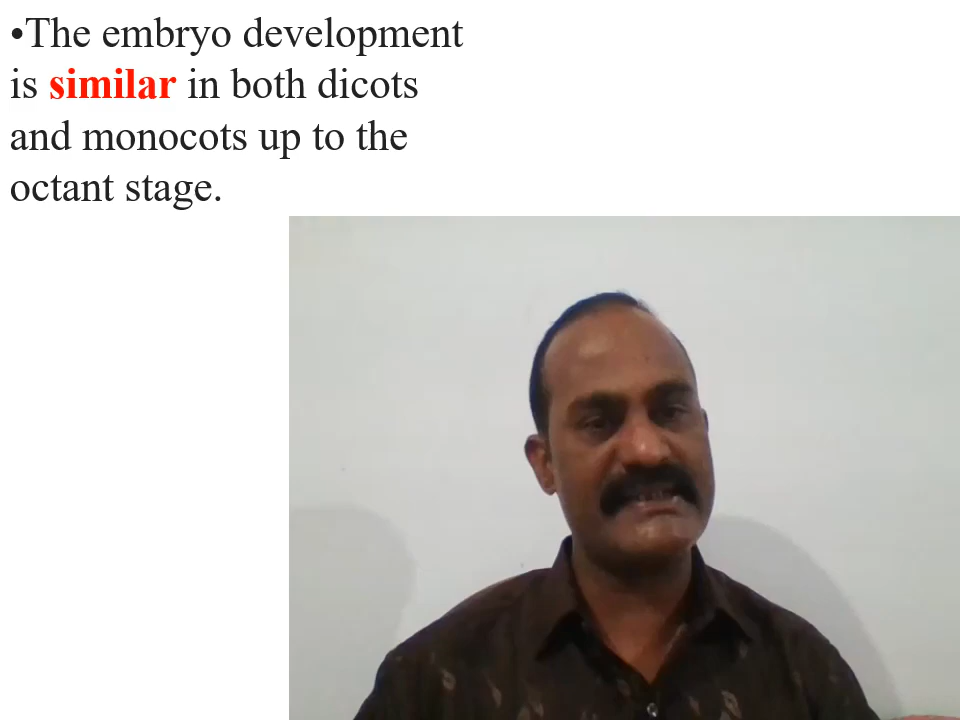 •The embryo development
is similar in both dicots
and monocots up to the
octant stage.